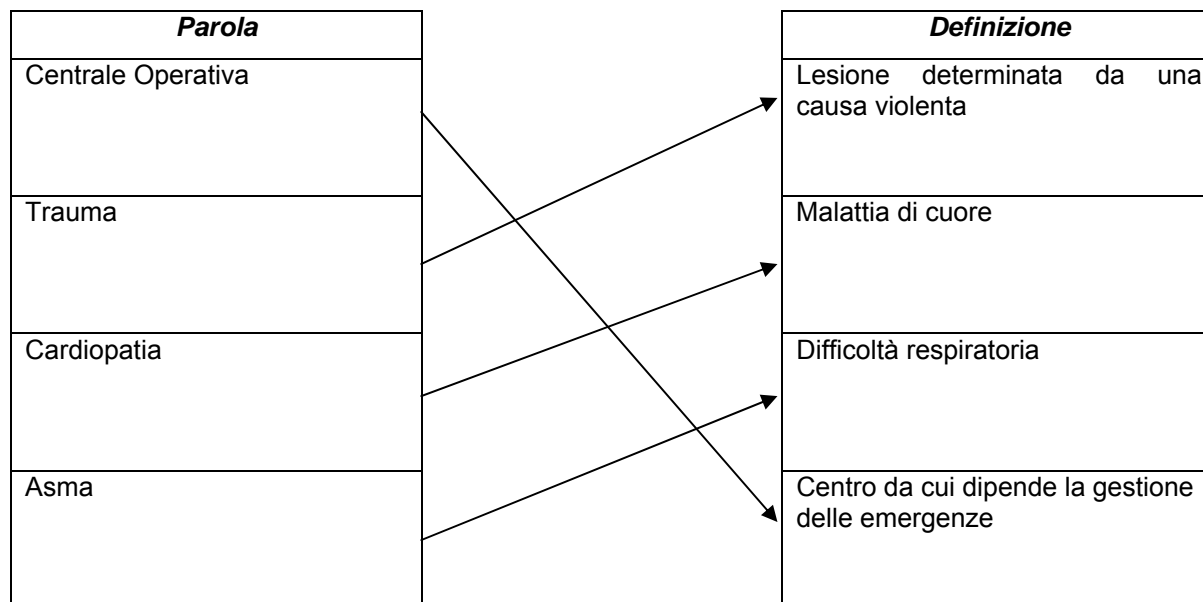 Parola
Centrale Operativa
Trauma
Cardiopatia
Asma
Definizione
Lesione determinata da una
causa violenta
Malattia di cuore
Difficoltà respiratoria
Centro da cui dipende la gestione
delle emergenze